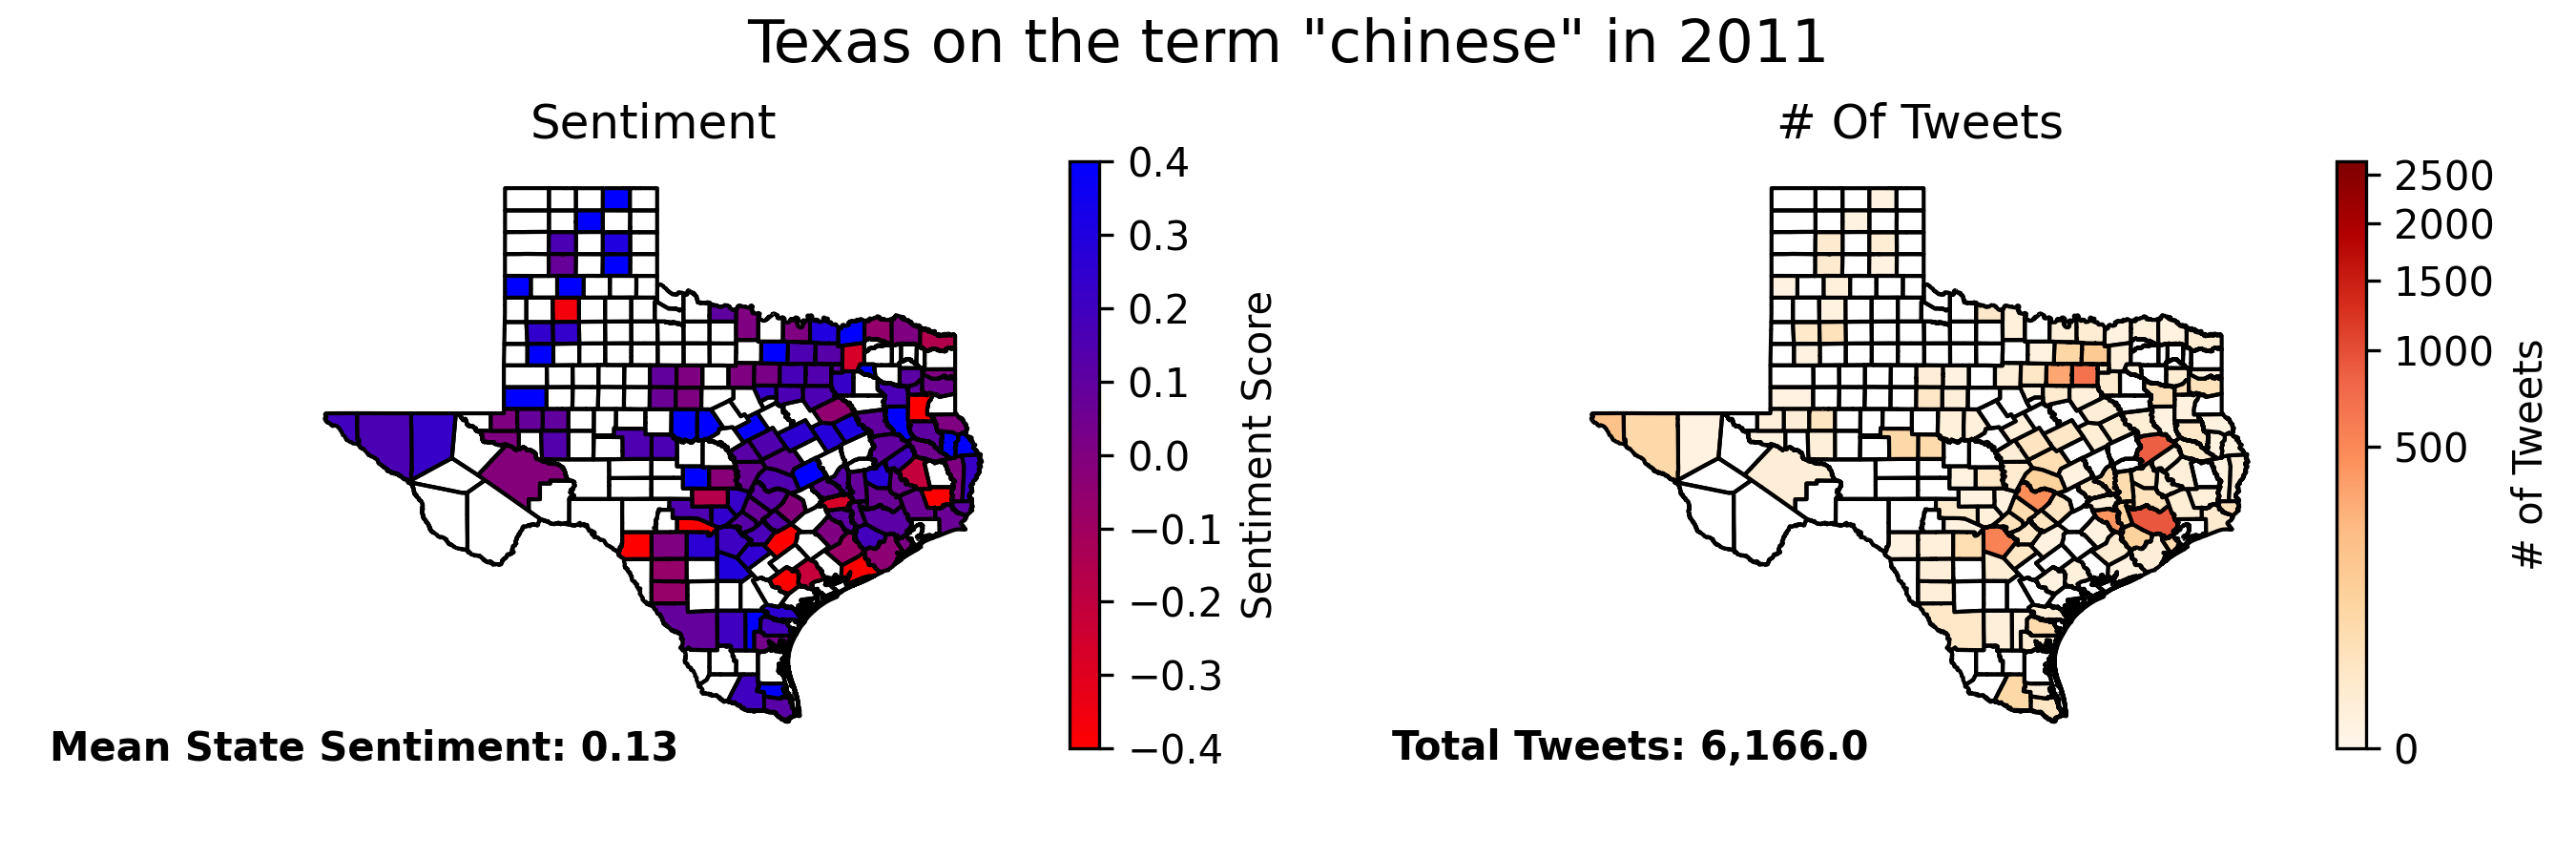 Texas on the term "chinese" in 2011
Sentiment
0.4
0.3
0.2
0.1
0.0
−0.1
−0.2
−0.3
−0.4
Sentiment Score
Mean State Sentiment: 0.13
# Of Tweets
2500
2000
1500
1000
500
0
# of Tweets
Total Tweets: 6,166.0